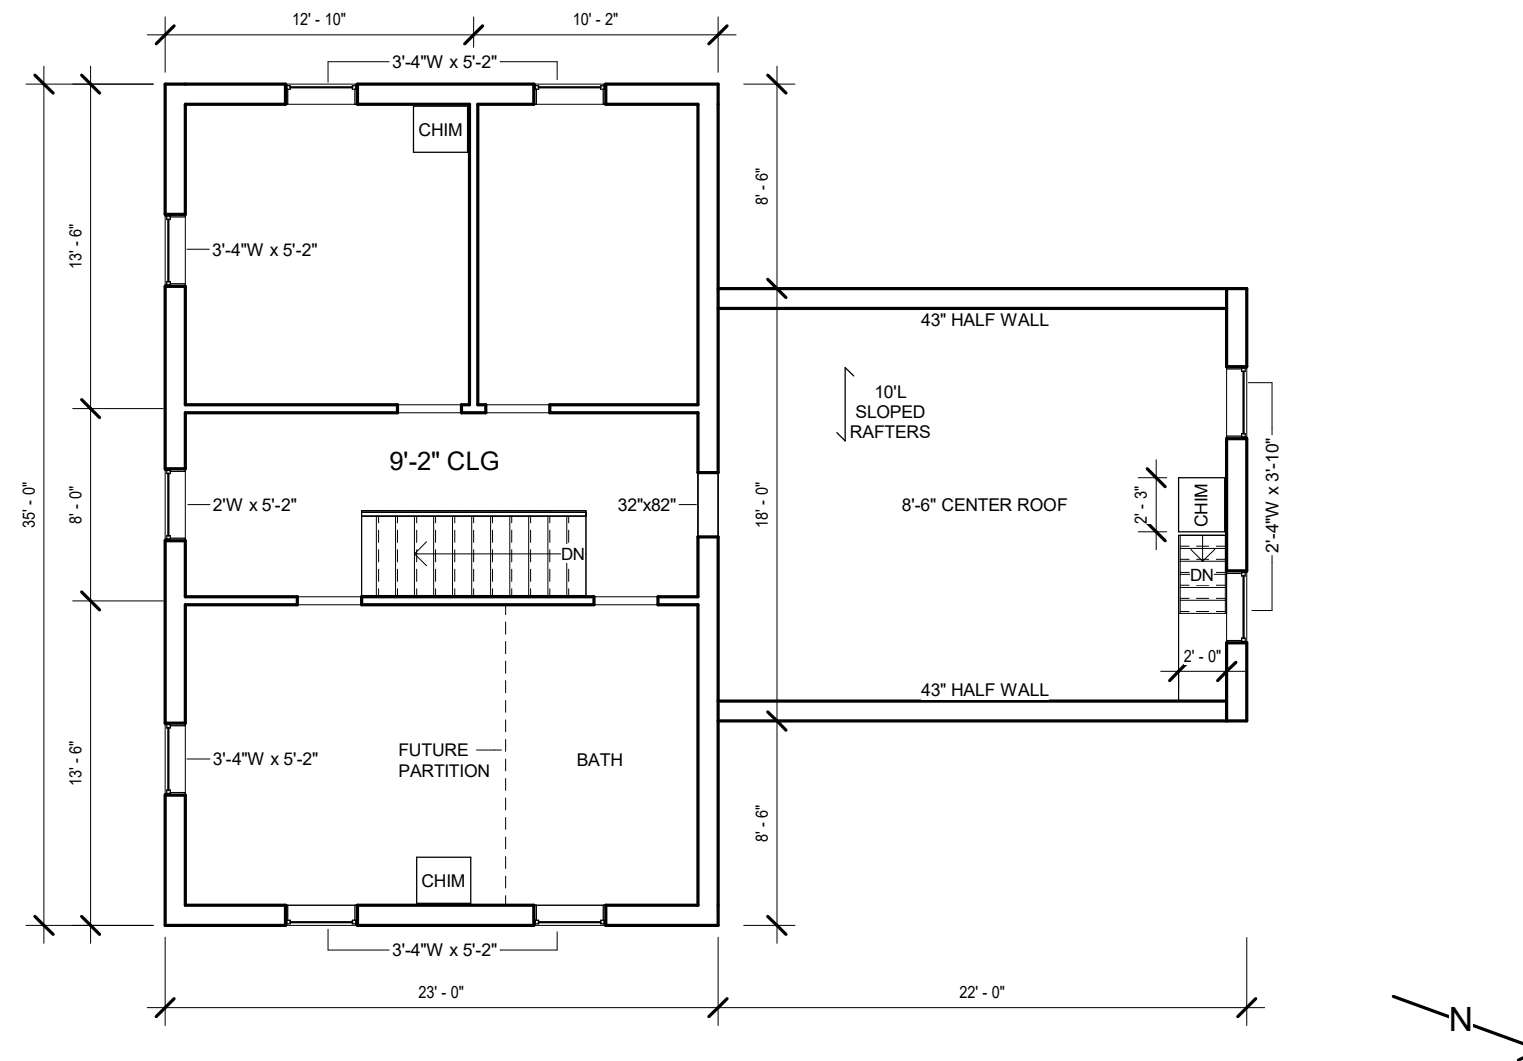 12' - 10"
10' - 2"
3'-4"W x 5'-2"
CHIM
8' - 6"
13' - 6"
3'-4"W x 5'-2"
43" HALF WALL
10'L
SLOPED
RAFTERS
9'-2" CLG
35' - 0"
8' - 0"
2'W x 5'-2"
32"x82"
18' - 0"
8'-6" CENTER ROOF
2' - 3"
CHIM
2'-4"W x 3'-10"
DN
DN
2' - 0"
43" HALF WALL
13' - 6"
3'-4"W x 5'-2"
FUTURE
PARTITION
BATH
8' - 6"
CHIM
3'-4"W x 5'-2"
23' - 0"
22' - 0"
N